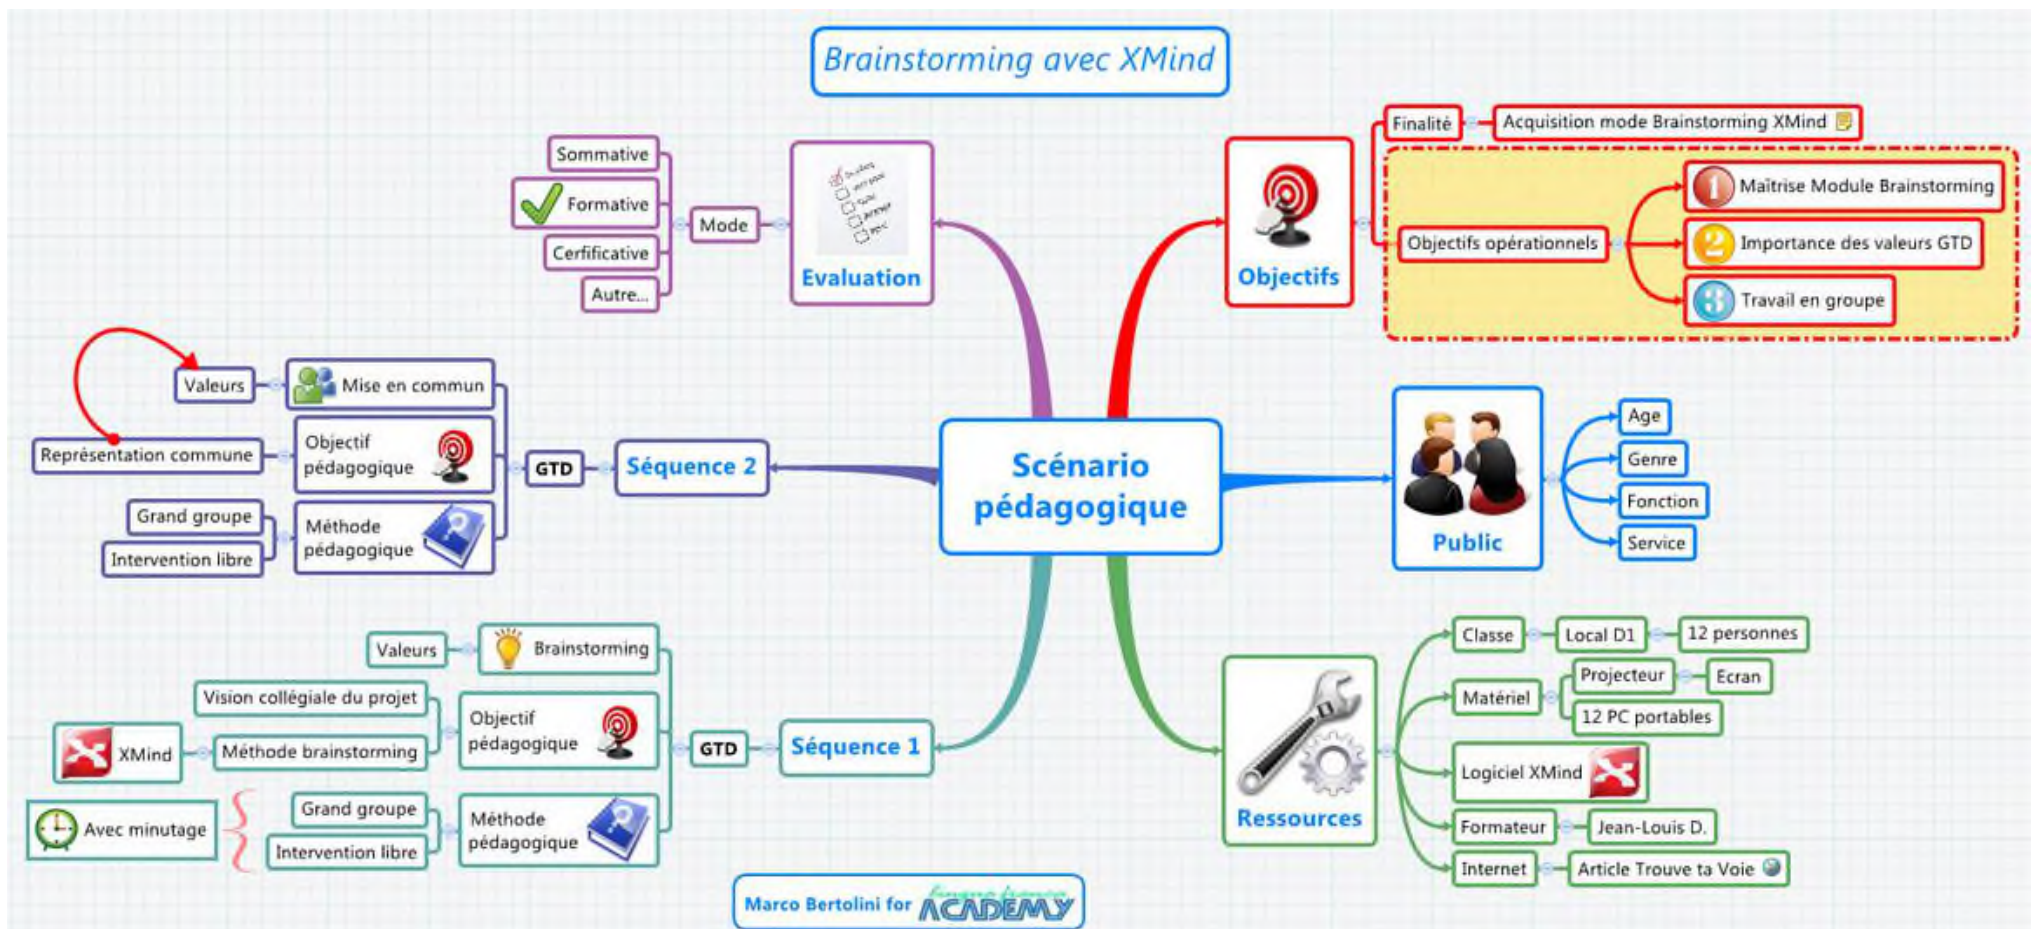 Brainstorming avec XMind
Scénario
pédagogique
Objectifs
Finalité
Acquisition mode Brainstorming XMind
Objectifs opérationnels
1 Maîtrise Module Brainstorming
2 Importance des valeurs GTD
3 Travail en groupe
Public
Age
Genre
Fonction
Service
Ressources
Classe
Local D1
12 personnes
Matériel
Projecteur
Ecran
12 PC portables
Logiciel XMind
Formateur
Jean-Louis D.
Internet
Article Trouve ta Voie
Séquence 1
GTD
Brainstorming
Valeurs
Objectif
pédagogique
Vision collégiale du projet
Méthode brainstorming
XMind
Méthode
pédagogique
Grand groupe
Intervention libre
Avec minutage
Séquence 2
GTD
Mise en commun
Valeurs
Objectif
pédagogique
Représentation commune
Méthode
pédagogique
Grand groupe
Intervention libre
Evaluation
Mode
Sommative
Formative
Cerfificative
Autre...
Marco Bertolini for
lingua franca
ACADEMY